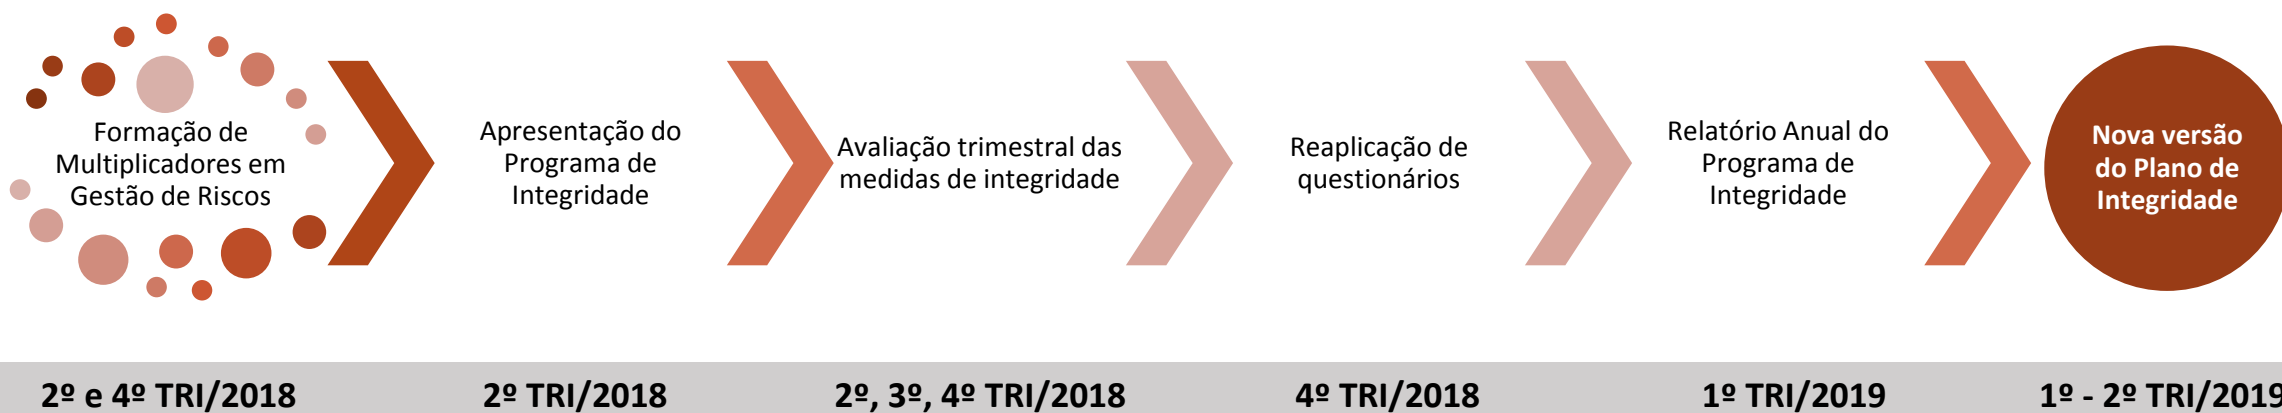 Formação de
Multiplicadores em
Gestão de Riscos
Apresentação do
Programa de
Integridade
Avaliação trimestral das
medidas de integridade
Reaplicação de
questionários
Relatório Anual do
Programa de
Integridade
Nova versão
do Plano de
Integridade
2º e 4º TRI/2018
2º TRI/2018
2º, 3º, 4º TRI/2018
4º TRI/2018
1º TRI/2019
1º - 2º TRI/2019